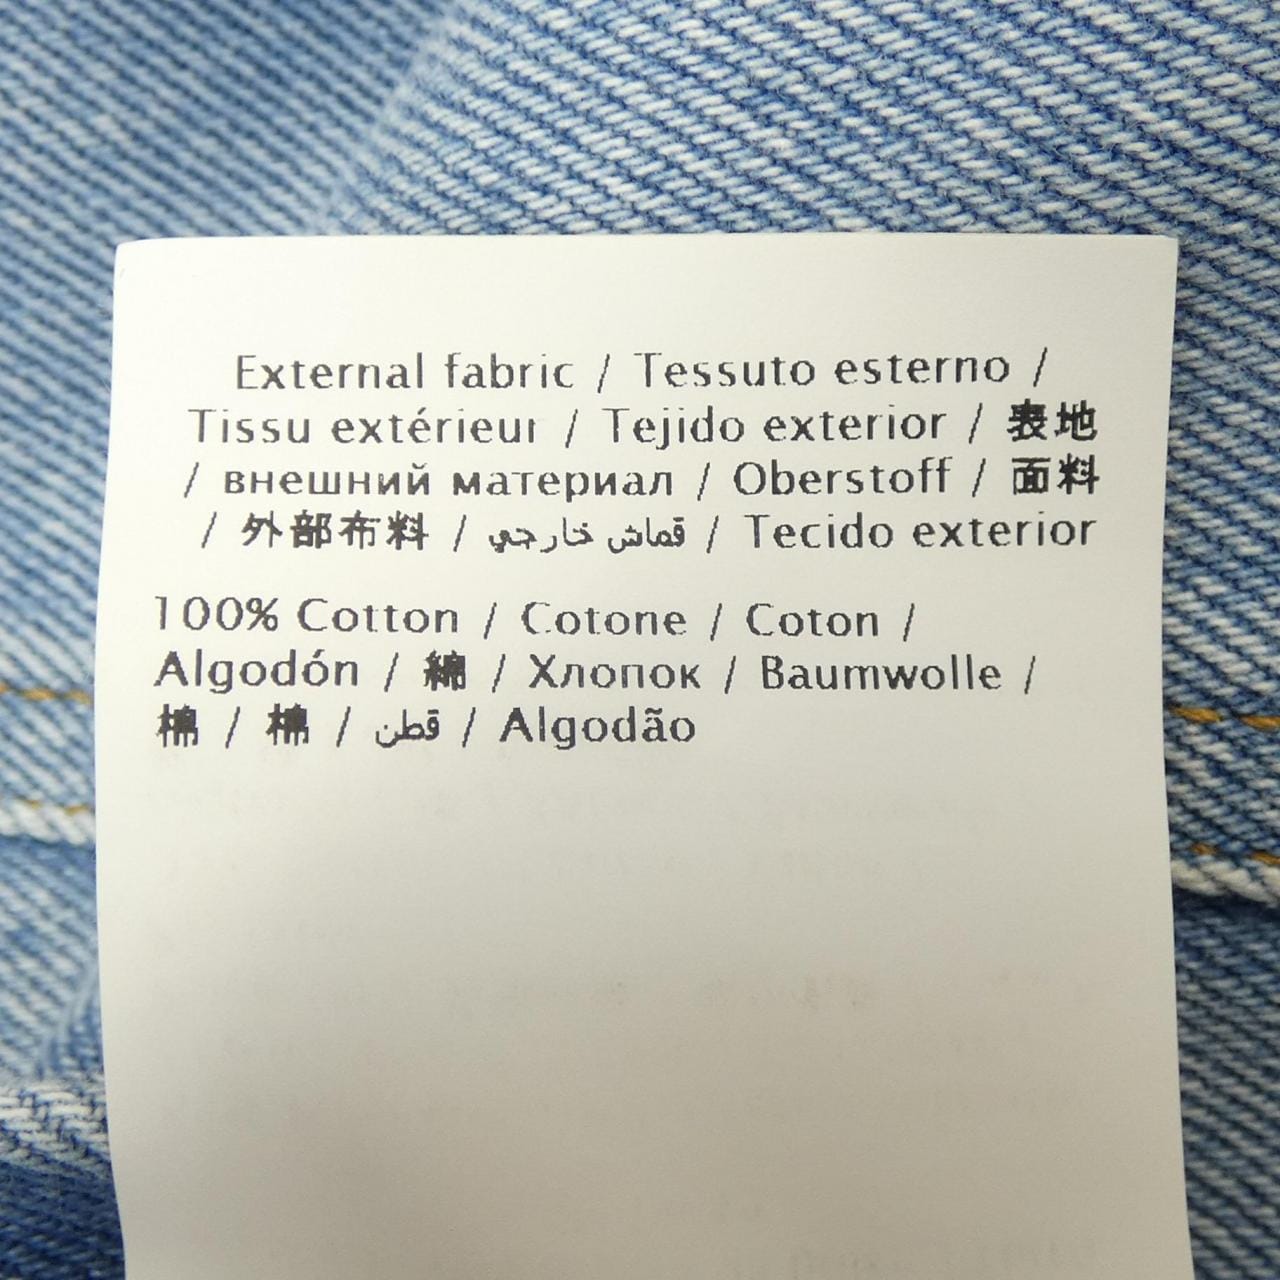 External fabric / Tessuto esterno /
Tissu extérieur / Tejido exterior / 表地
/ внешний материал / Oberstoff / 面料
/ 外部布料 / قماش خارجي / Tecido exterior
100% Cotton / Cotone / Coton /
Algodón / 綿 / Хлопок / Baumwolle /
棉 / 棉 / قطن / Algodão